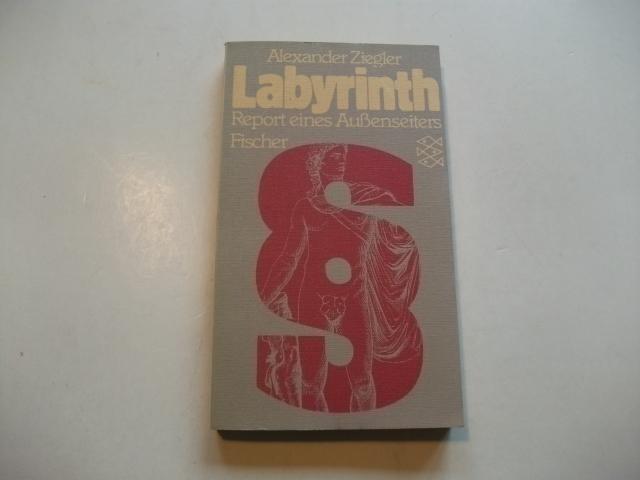 Alexander Ziegler
Labyrinth
Report eines Außenseiters
Fischer
§